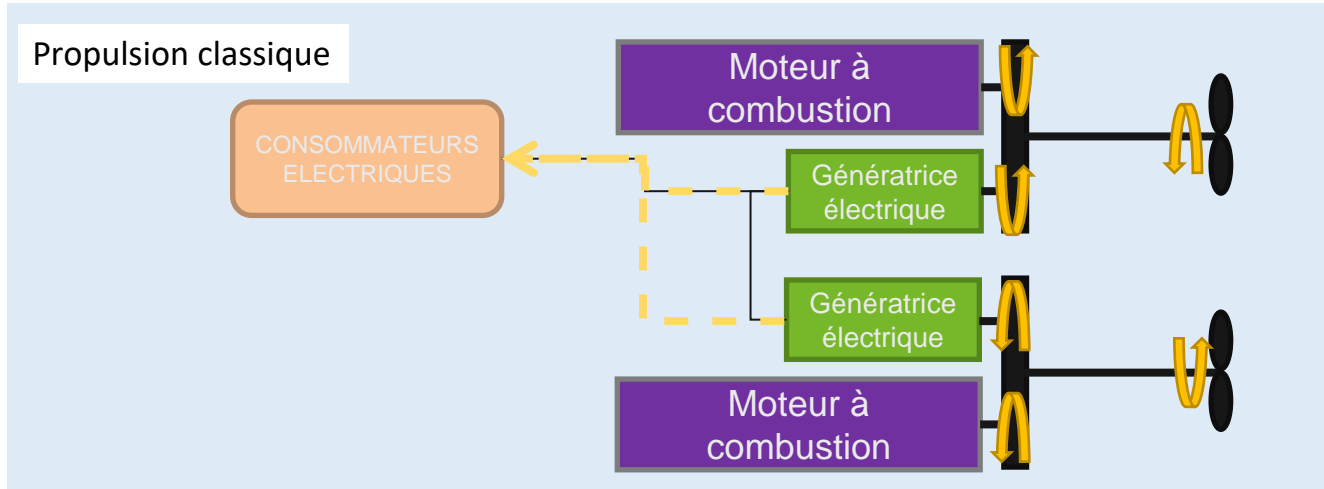 Propulsion classique
Moteur à
combustion
CONSOMMATEURS
ELECTRIQUES
Génératrice
électrique
Génératrice
électrique
Moteur à
combustion